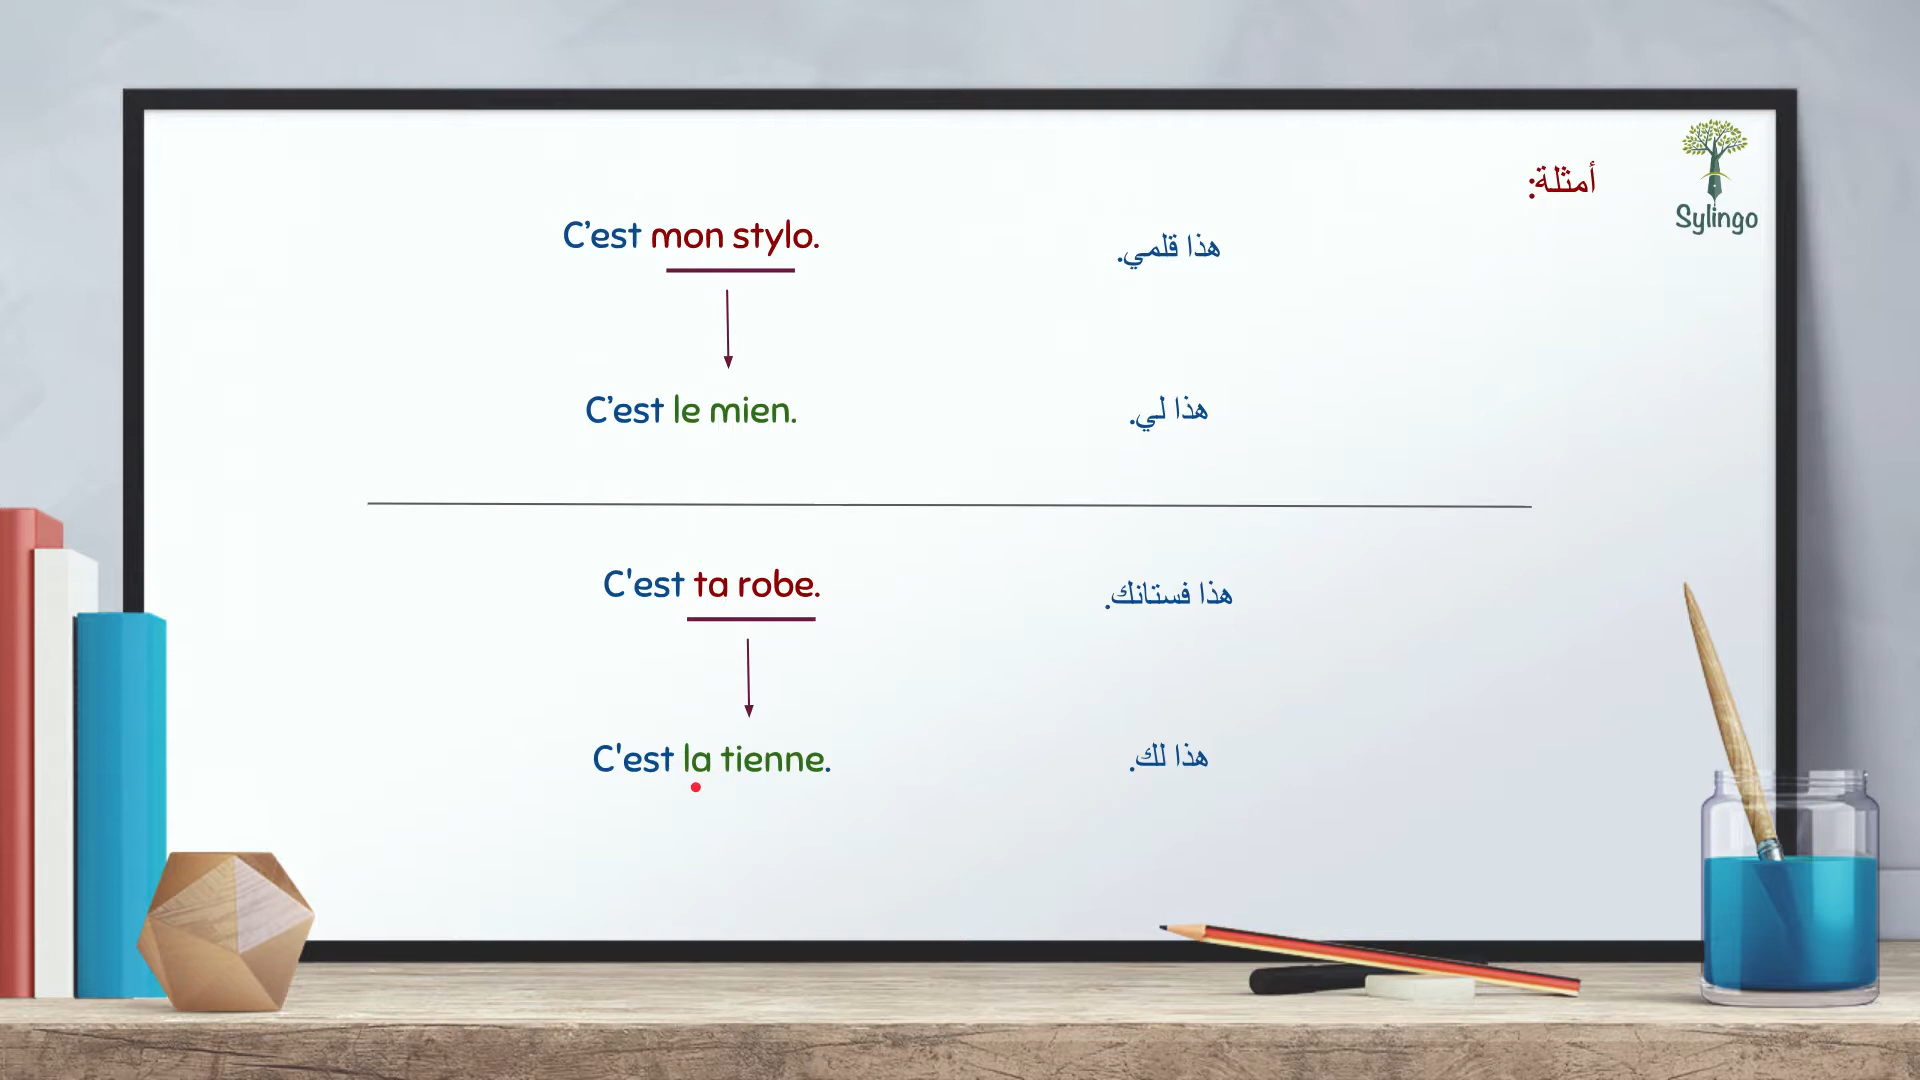 أمثلة:
Sylingo
C’est mon stylo.
هذا قلمي.
C’est le mien.
هذا لي.
C'est ta robe.
هذا فستانك.
C'est la tienne.
هذا لك.